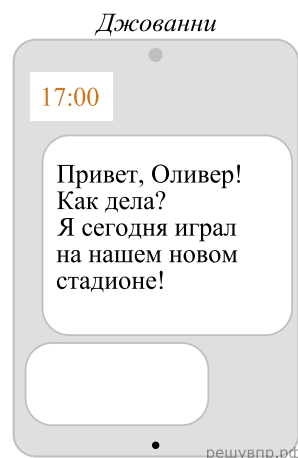 Джованни
17:00
Привет, Оливер!
Как дела?
Я сегодня играл
на нашем новом
стадионе!
решувпр.рф